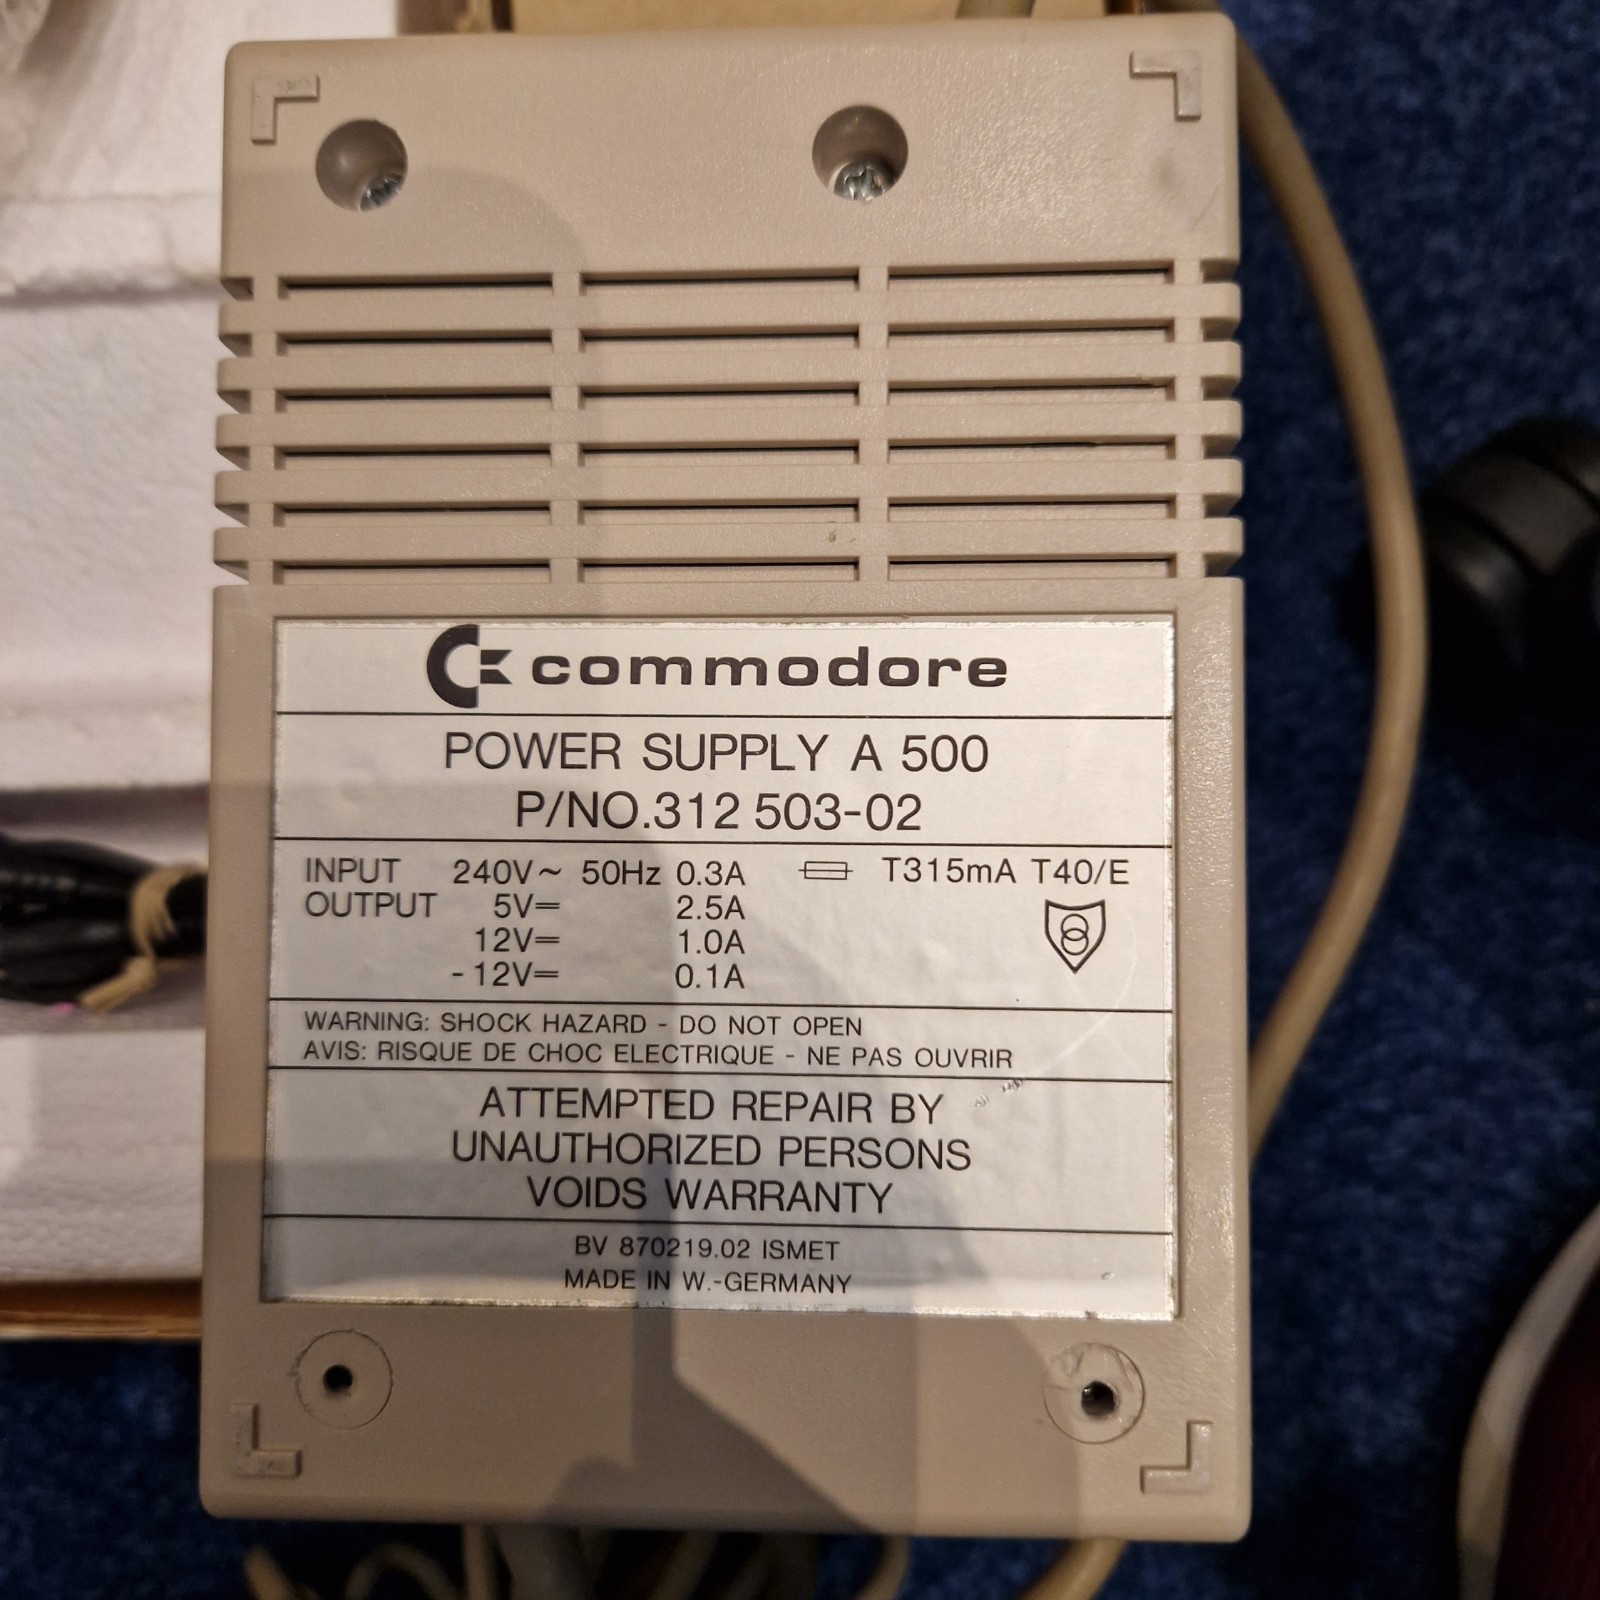 commodore
POWER SUPPLY A 500
P/NO.312 503-02
INPUT 240V~ 50Hz 0.3A T315mA T40/E
OUTPUT 5V⎓ 2.5A
12V⎓ 1.0A
-12V⎓ 0.1A
WARNING: SHOCK HAZARD - DO NOT OPEN
AVIS: RISQUE DE CHOC ELECTRIQUE - NE PAS OUVRIR
ATTEMPTED REPAIR BY
UNAUTHORIZED PERSONS
VOIDS WARRANTY
BV 870219.02 ISMET
MADE IN W.-GERMANY